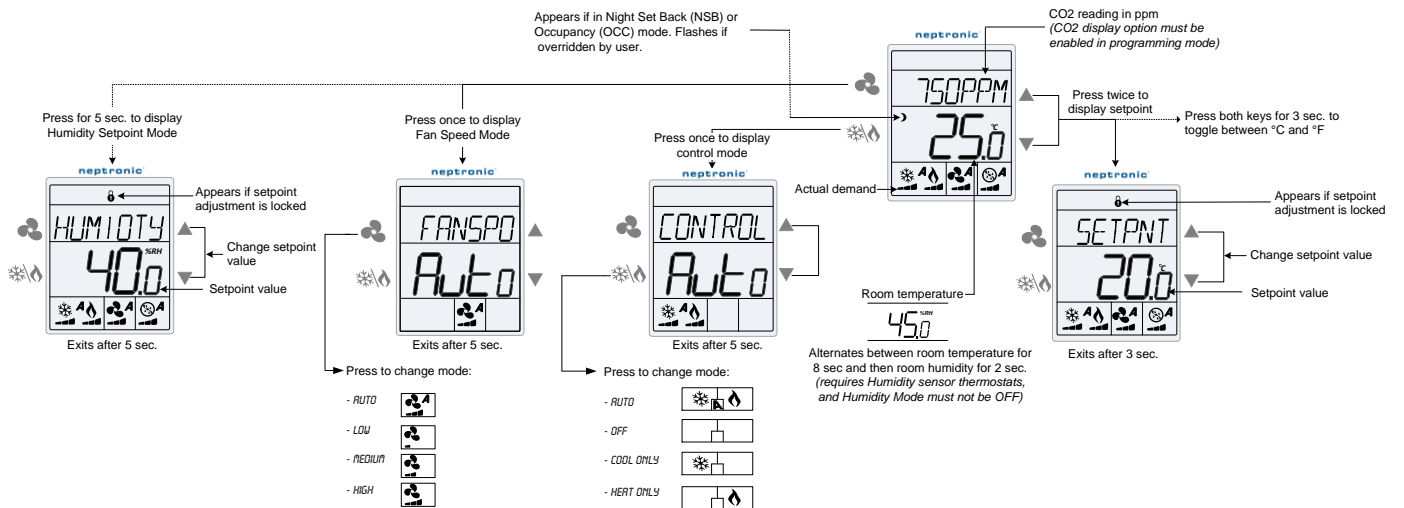 Appears if in Night Set Back (NSB) or
Occupancy (OCC) mode. Flashes if
overridden by user.
CO2 reading in ppm
(CO2 display option must be
enabled in programming mode)
neptronic
750PPM
25.0
°C
A
A
A
Actual demand
Press twice to
display setpoint
Press both keys for 3 sec. to
toggle between °C and °F
Press for 5 sec. to display
Humidity Setpoint Mode
neptronic
Appears if setpoint
adjustment is locked
HUMIDTY
40.0
%RH
A
A
A
Change setpoint
value
Setpoint value
Exits after 5 sec.
Press once to display
Fan Speed Mode
neptronic
FANSPD
Auto
A
Exits after 5 sec.
Press to change mode:
- AUTO
A
- LOW
- MEDIUM
- HIGH
Press once to display
control mode
neptronic
CONTROL
Auto
A
Exits after 5 sec.
Press to change mode:
- AUTO
A
- OFF
- COOL ONLY
- HEAT ONLY
Room temperature
45.0
%RH
Alternates between room temperature for
8 sec and then room humidity for 2 sec.
(requires Humidity sensor thermostats,
and Humidity Mode must not be OFF)
neptronic
Appears if setpoint
adjustment is locked
SETPNT
20.0
°C
A
A
A
Change setpoint value
Setpoint value
Exits after 3 sec.